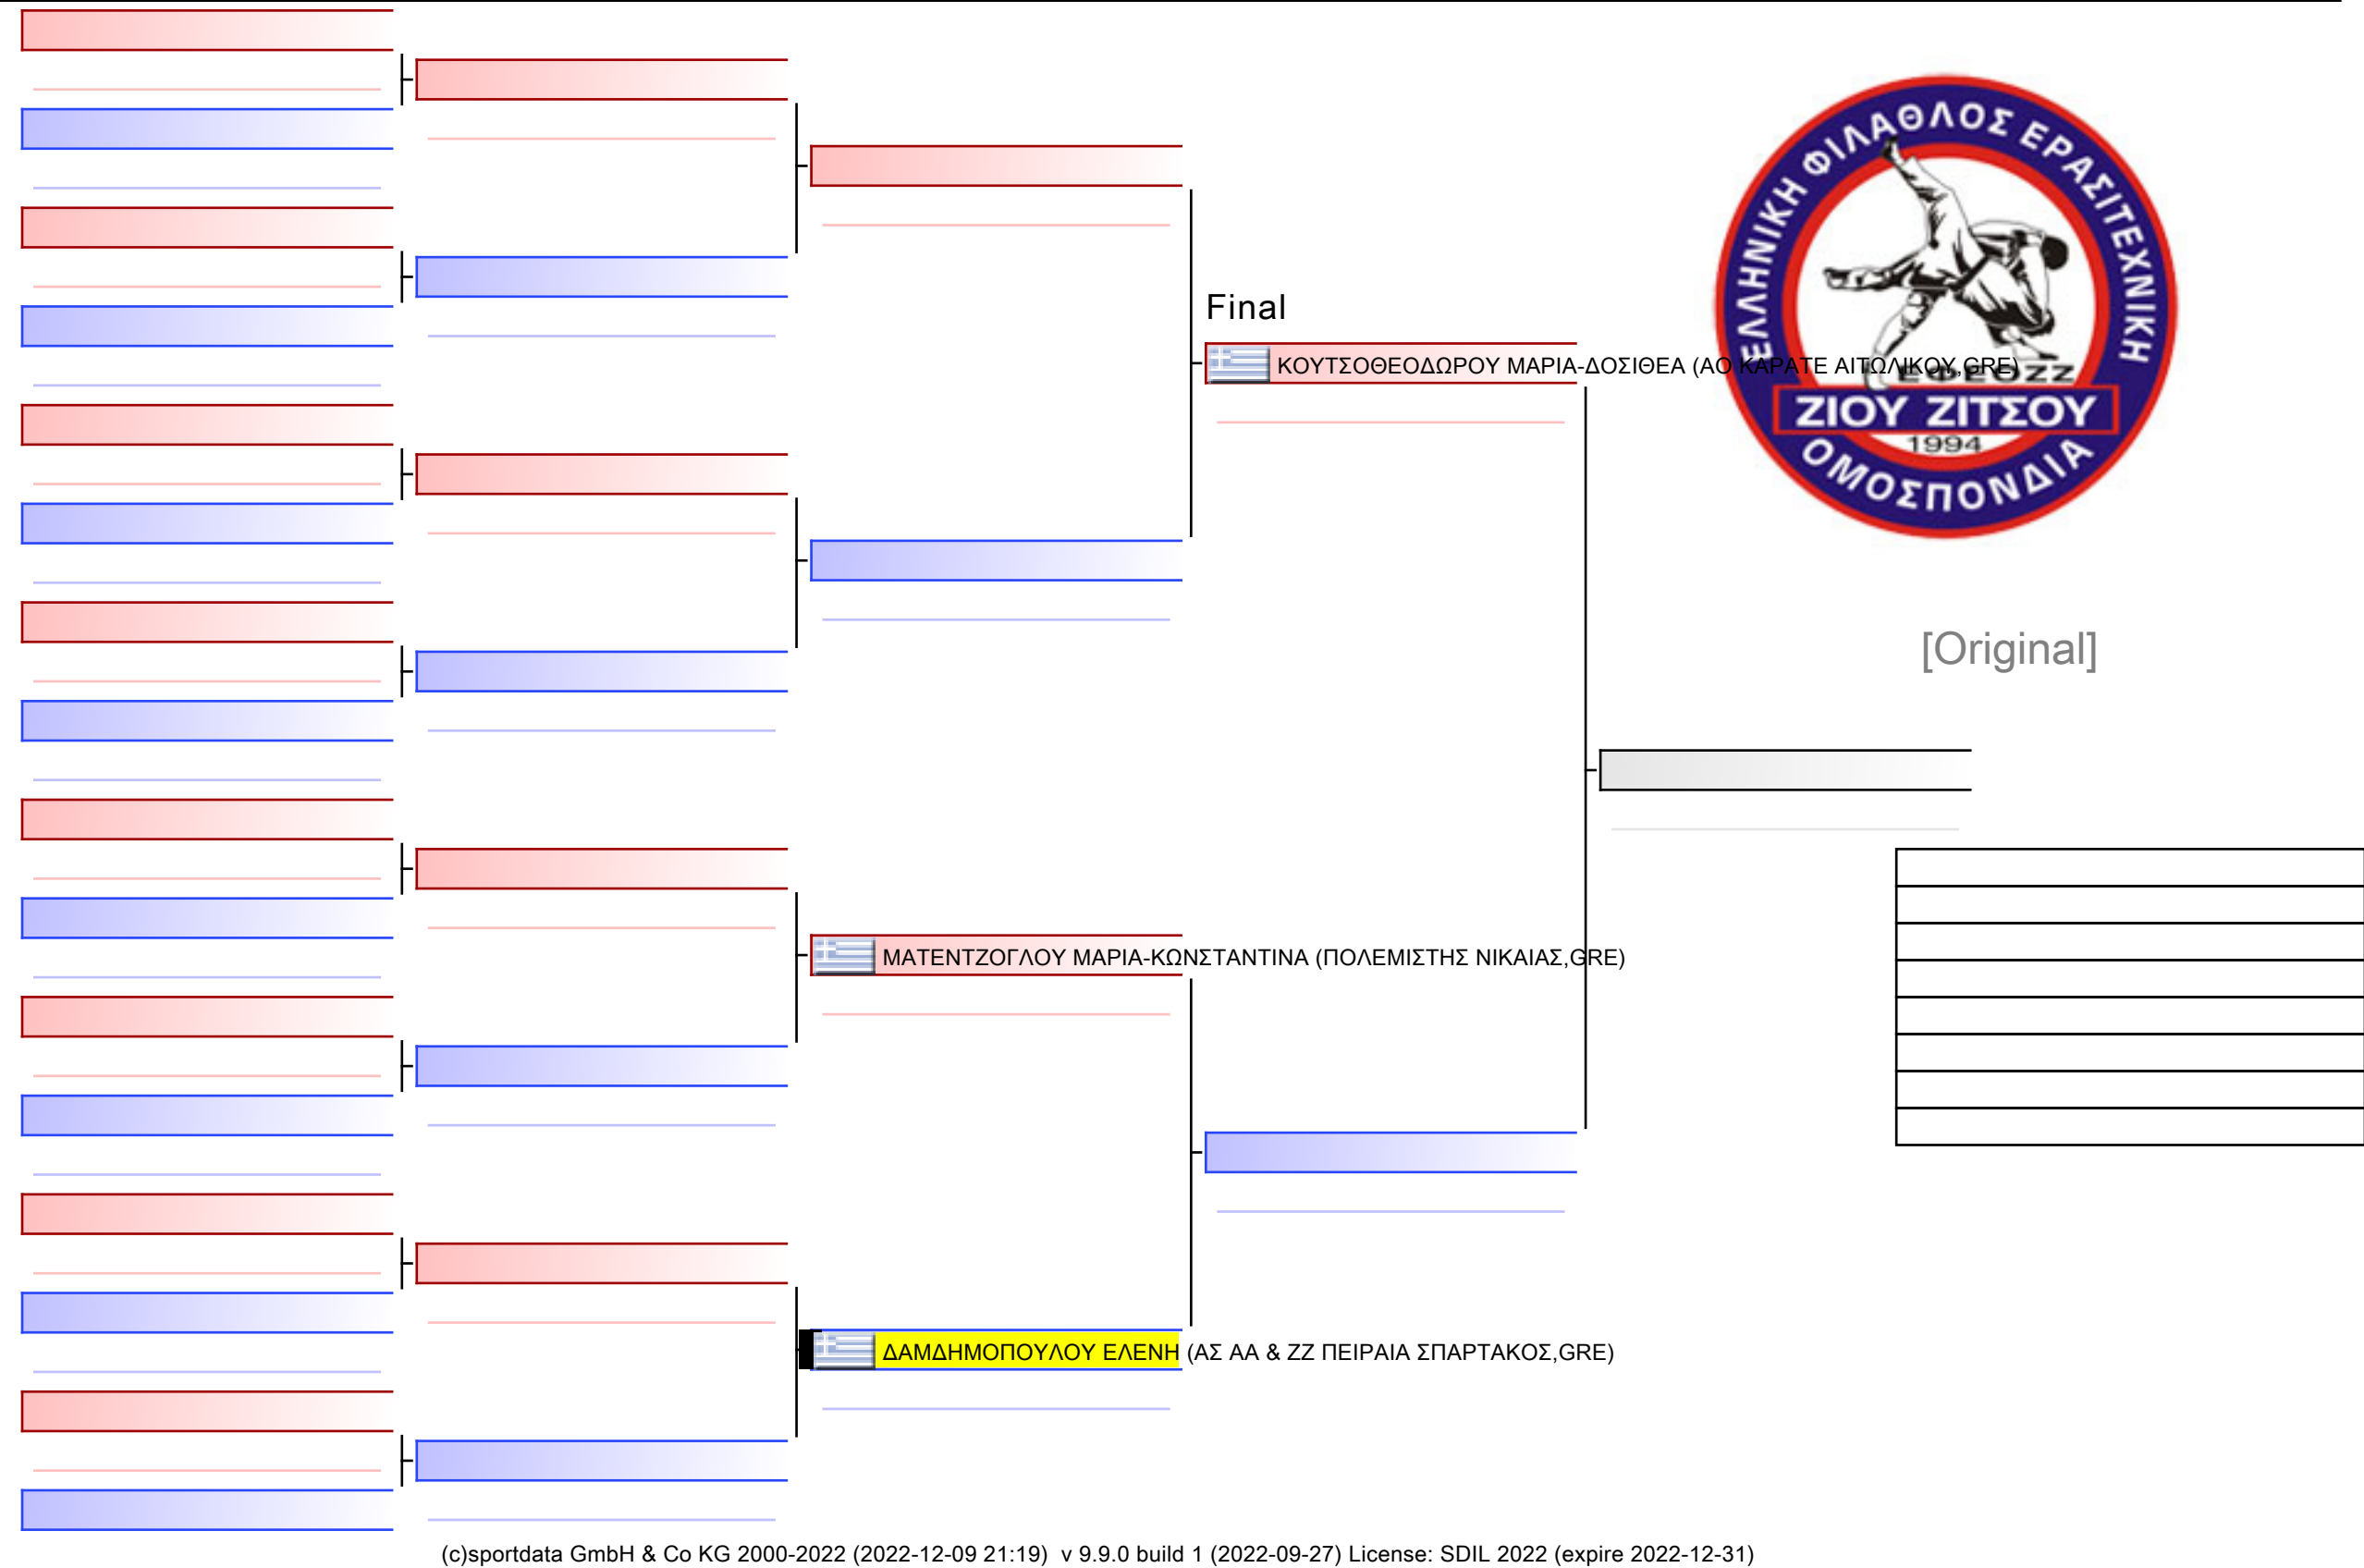 ΕΛΛΗΝΙΚΗ ΦΙΛΑΘΛΟΣ ΕΡΑΣΙΤΕΧΝΙΚΗ
Final
ΚΟΥΤΣΟΘΕΟΔΩΡΟΥ ΜΑΡΙΑ-ΔΟΣΙΘΕΑ (ΑΟ ΚΑΡΑΤΕ ΑΙΤΩΛΙΚΟΥ,GRE)
ΕΦΕΟΖΖ
ΖΙΟΥ ΖΙΤΣΟΥ
1994
ΟΜΟΣΠΟΝΔΙΑ
[Original]
ΜΑΤΕΝΤΖΟΓΛΟΥ ΜΑΡΙΑ-ΚΩΝΣΤΑΝΤΙΝΑ (ΠΟΛΕΜΙΣΤΗΣ ΝΙΚΑΙΑΣ,GRE)
ΔΑΜΔΗΜΟΠΟΥΛΟΥ ΕΛΕΝΗ (ΑΣ ΑΑ & ΖΖ ΠΕΙΡΑΙΑ ΣΠΑΡΤΑΚΟΣ,GRE)
(c)sportdata GmbH & Co KG 2000-2022 (2022-12-09 21:19) v 9.9.0 build 1 (2022-09-27) License: SDIL 2022 (expire 2022-12-31)